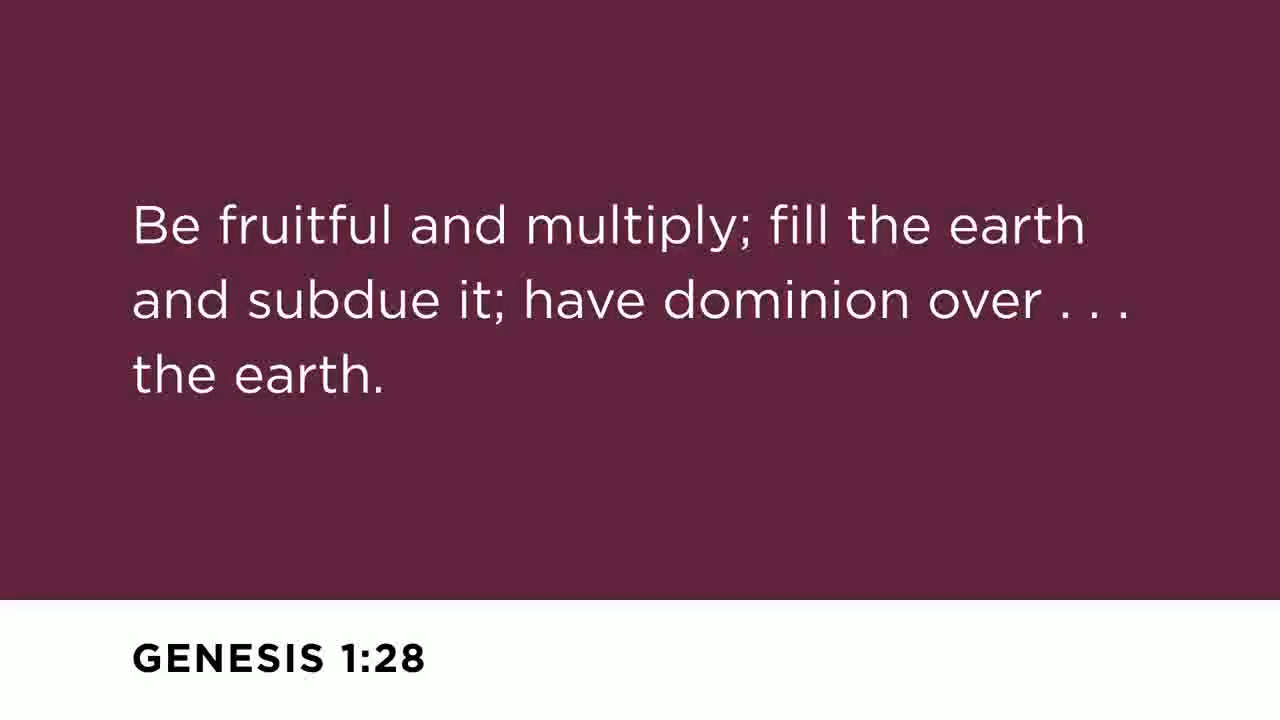 Be fruitful and multiply; fill the earth
and subdue it; have dominion over . . .
the earth.
GENESIS 1:28